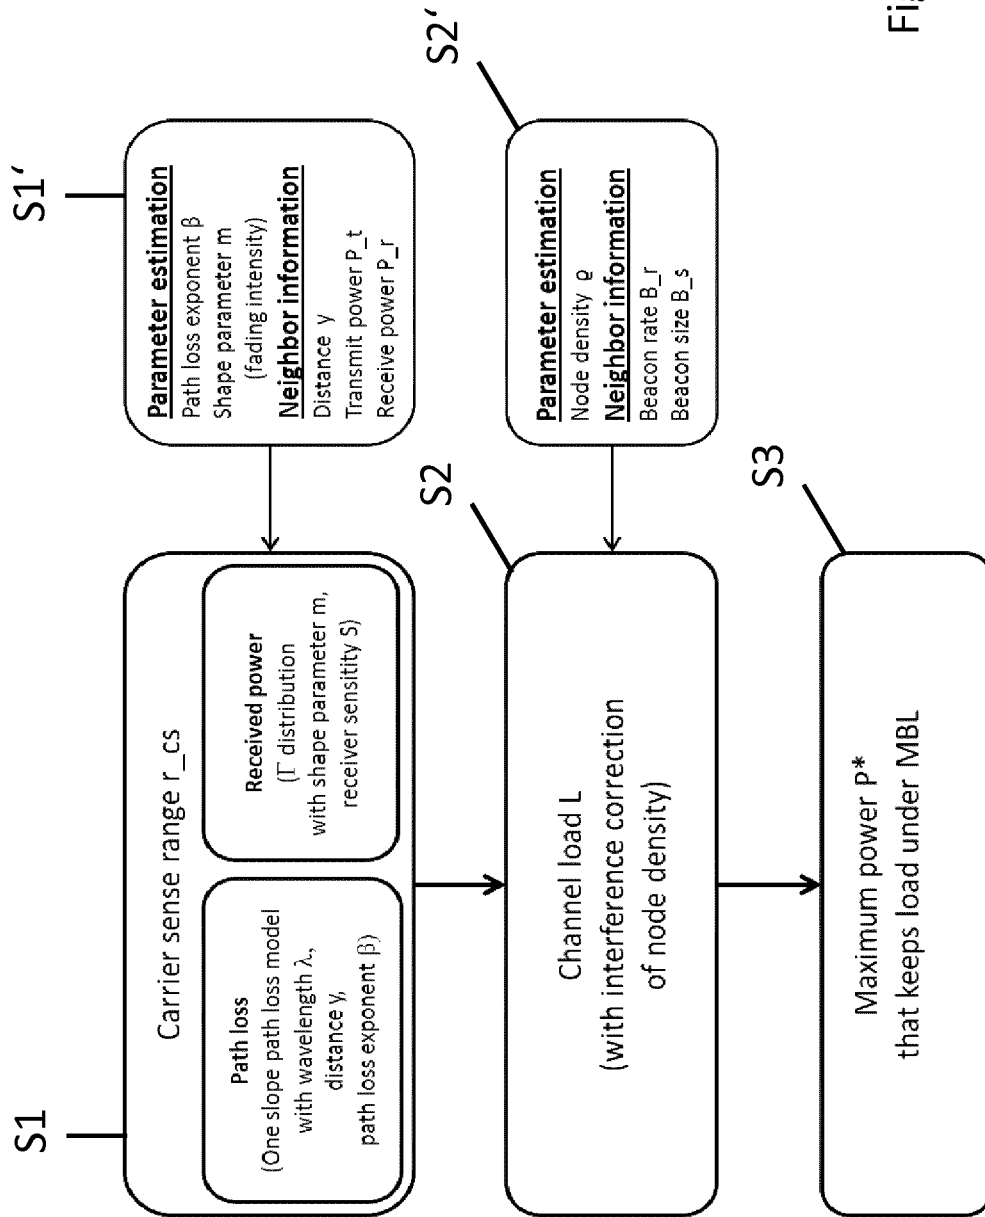 S1
Carrier sense range r_cs
Path loss
(One slope path loss model
with wavelength λ,
distance y,
path loss exponent β)
Received power
(Γ distribution
with shape parameter m,
receiver sensitity S)
S1‘
Parameter estimation
Path loss exponent β
Shape parameter m
(fading intensity)
Neighbor information
Distance y
Transmit power P_t
Receive power P_r
S2
Channel load L
(with interference correction
of node density)
S2‘
Parameter estimation
Node density ϱ
Neighbor information
Beacon rate B_r
Beacon size B_s
S3
Maximum power P*
that keeps load under MBL